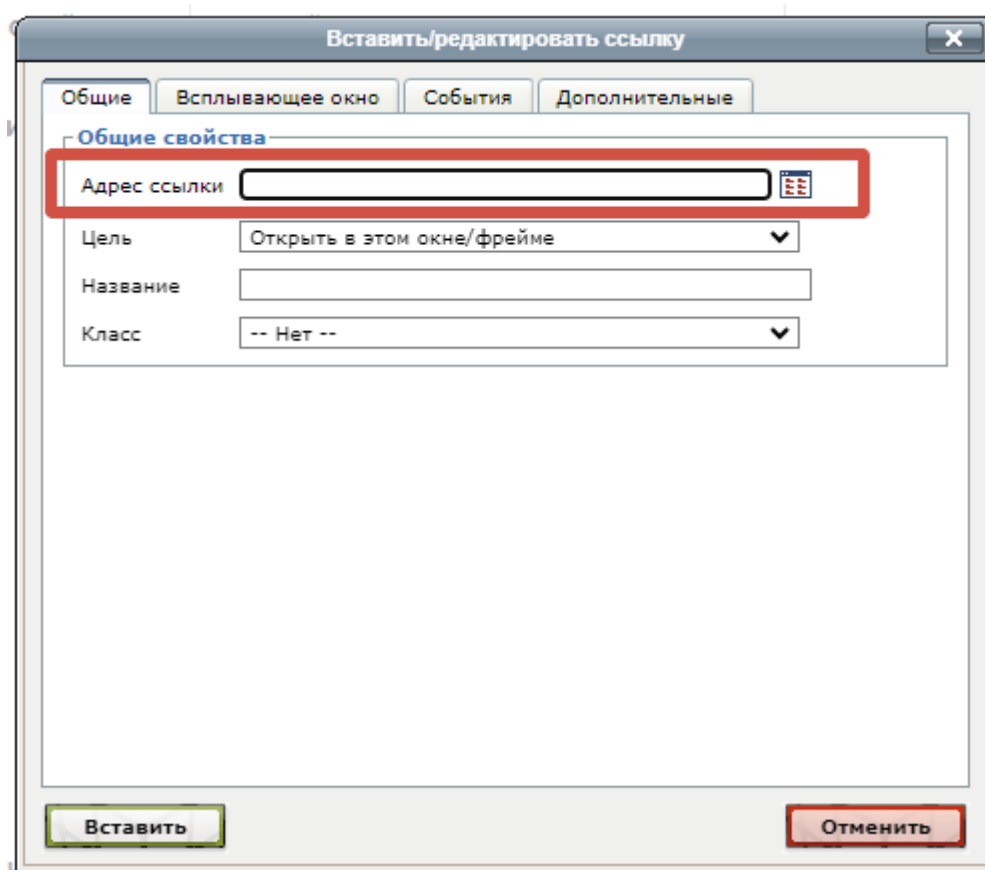 Вставить/редактировать ссылку
Общие Всплывающее окно События Дополнительные
Общие свойства
Адрес ссылки
Цель Открыть в этом окне/фрейме
Название
Класс -- Нет --
Вставить Отменить